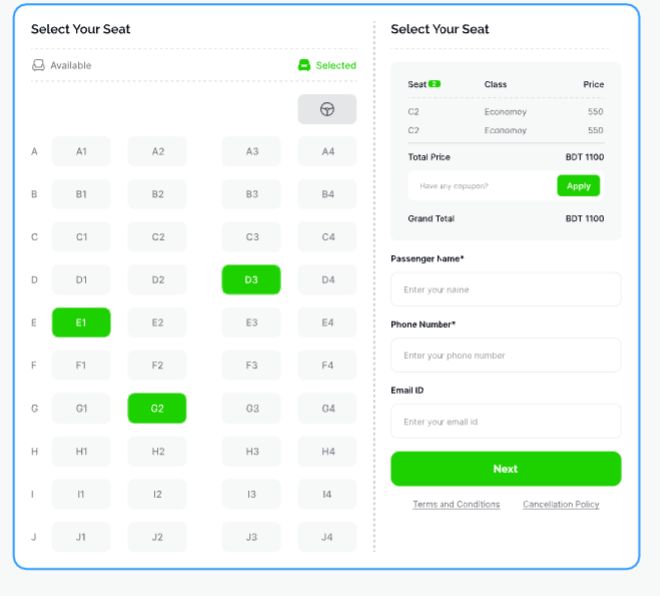 Select Your Seat
Available Selected
A A1 A2 A3 A4
B B1 B2 B3 B4
C C1 C2 C3 C4
D D1 D2 D3 D4
E E1 E2 E3 E4
F F1 F2 F3 F4
G G1 G2 G3 G4
H H1 H2 H3 H4
I I1 I2 I3 I4
J J1 J2 J3 J4
Select Your Seat
Seat 2 Class Price
C2 Economoy 550
C2 Economoy 550
Total Price BDT 1100
Have any coupon? Apply
Grand Total BDT 1100
Passenger Name*
Enter your name
Phone Number*
Enter your phone number
Email ID
Enter your email id
Next
Terms and Conditions Cancellation Policy